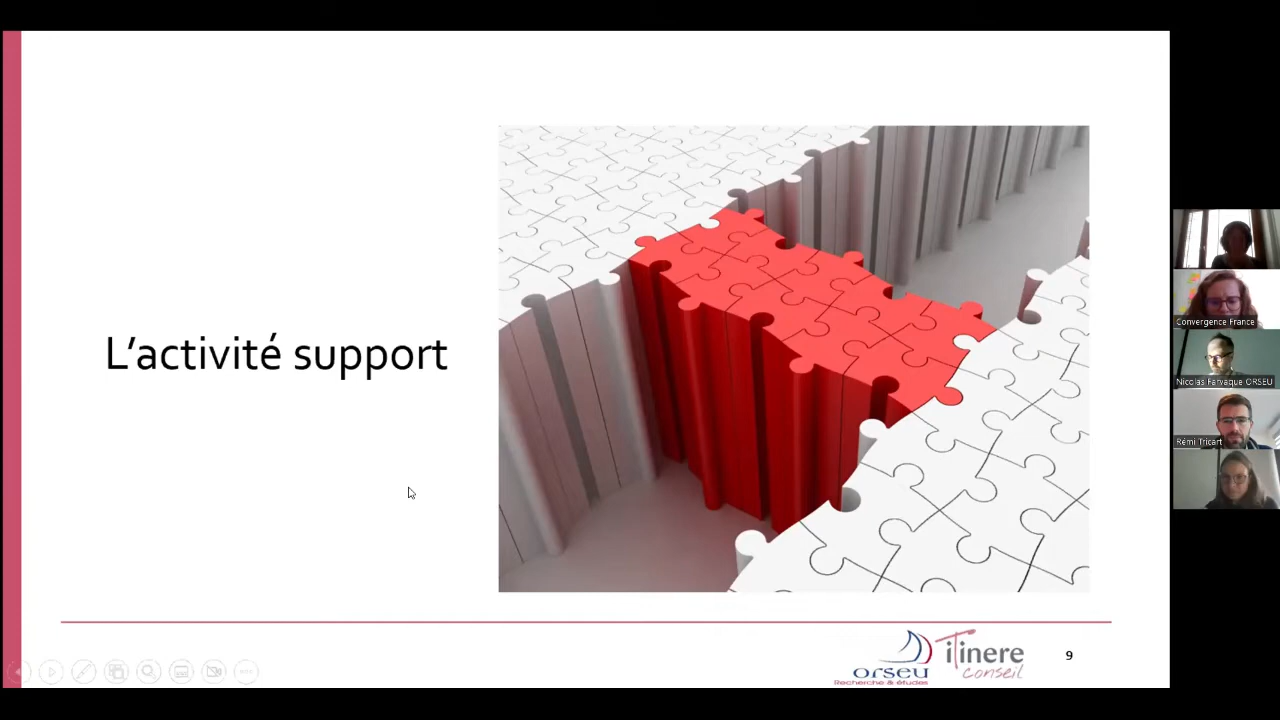 L'activité support
orseu
Recherche & études
iTinere
conseil
9
Convergence France
Nicolas Farvaque ORSEU
Rémi Tricart